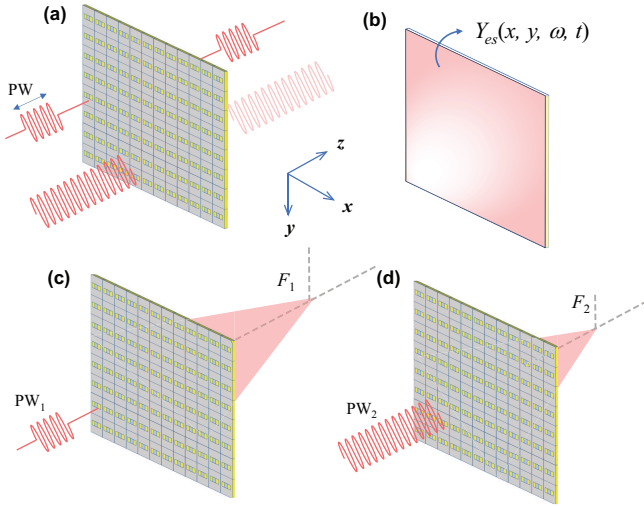 (a)
PW
z
x
y
(b)
Yes(x, y, ω, t)
(c)
F1
PW1
(d)
F2
PW2